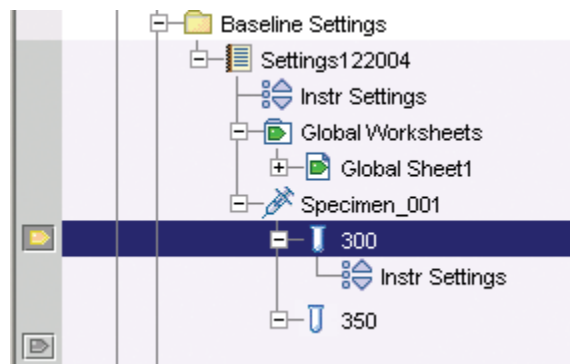 Baseline Settings
Settings122004
Instr Settings
Global Worksheets
Global Sheet1
Specimen_001
300
Instr Settings
350